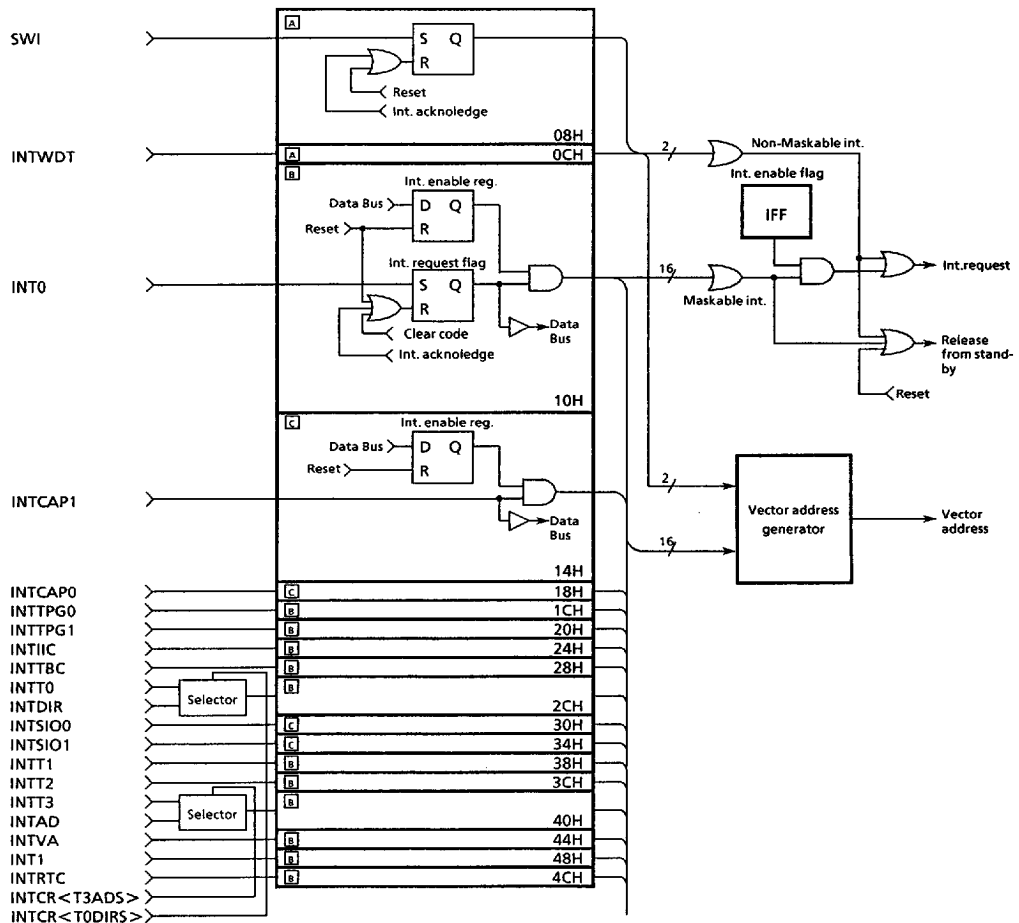 SWI
A
S Q
R
Reset
Int. acknoledge
08H
INTWDT
A
0CH
2
Non-Maskable int.
B
Int. enable reg.
Data Bus
D Q
Reset
R
Int. enable flag
IFF
INT0
Int. request flag
S Q
R
Clear code
Int. acknoledge
Data
Bus
10H
16
Maskable int.
Int.request
Release
from stand-
by
Reset
C
Int. enable reg.
Data Bus
D Q
Reset
R
INTCAP1
Data
Bus
14H
2
16
Vector address
generator
Vector
address
INTCAP0
C
18H
INTTPG0
B
1CH
INTTPG1
B
20H
INTIIC
B
24H
INTTBC
B
28H
INTT0
B
Selector
INTDIR
2CH
INTSIO0
C
30H
INTSIO1
C
34H
INTT1
B
38H
INTT2
B
3CH
INTT3
B
Selector
INTAD
40H
INTVA
B
44H
INT1
B
48H
INTRTC
B
4CH
INTCR<T3ADS>
INTCR<T0DIRS>